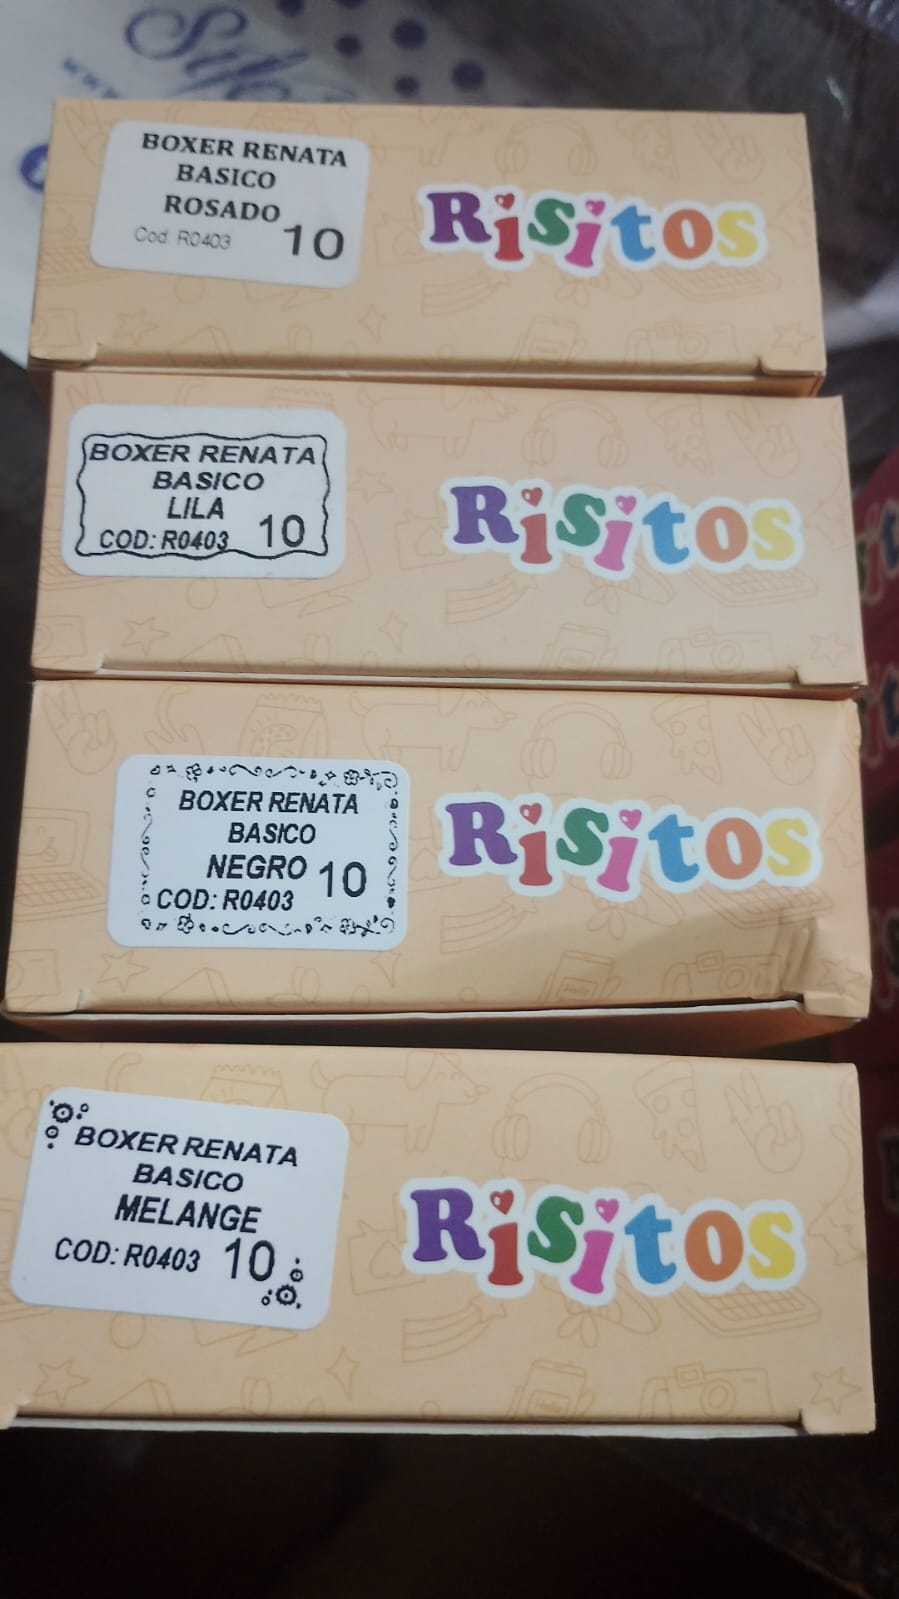 BOXER RENATA
BASICO
ROSADO
Cod. R0403 10
Risitos
BOXER RENATA
BASICO
LILA
COD: R0403 10
Risitos
BOXER RENATA
BASICO
NEGRO 10
COD: R0403
Risitos
BOXER RENATA
BASICO
MELANGE
COD: R0403 10
Risitos